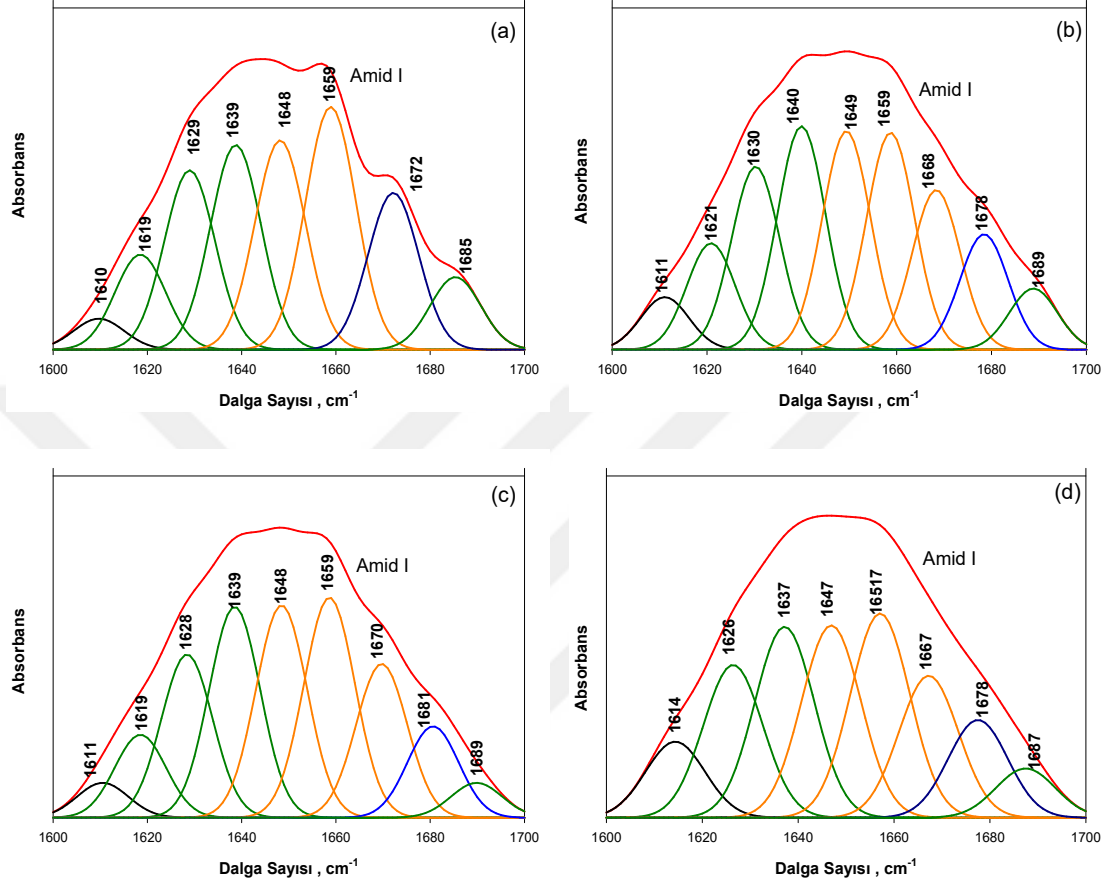 (a)
Amid I
1610
1619
1629
1639
1648
1659
1672
1685
Absorbans
1600 1620 1640 1660 1680 1700
Dalga Sayısı , cm-1
(b)
Amid I
1611
1621
1630
1640
1649
1659
1668
1678
1689
Absorbans
1600 1620 1640 1660 1680 1700
Dalga Sayısı , cm-1
(c)
Amid I
1611
1619
1628
1639
1648
1659
1670
1681
1689
Absorbans
1600 1620 1640 1660 1680 1700
Dalga Sayısı , cm-1
(d)
Amid I
1614
1626
1637
1647
16517
1667
1678
1687
Absorbans
1600 1620 1640 1660 1680 1700
Dalga Sayısı , cm-1